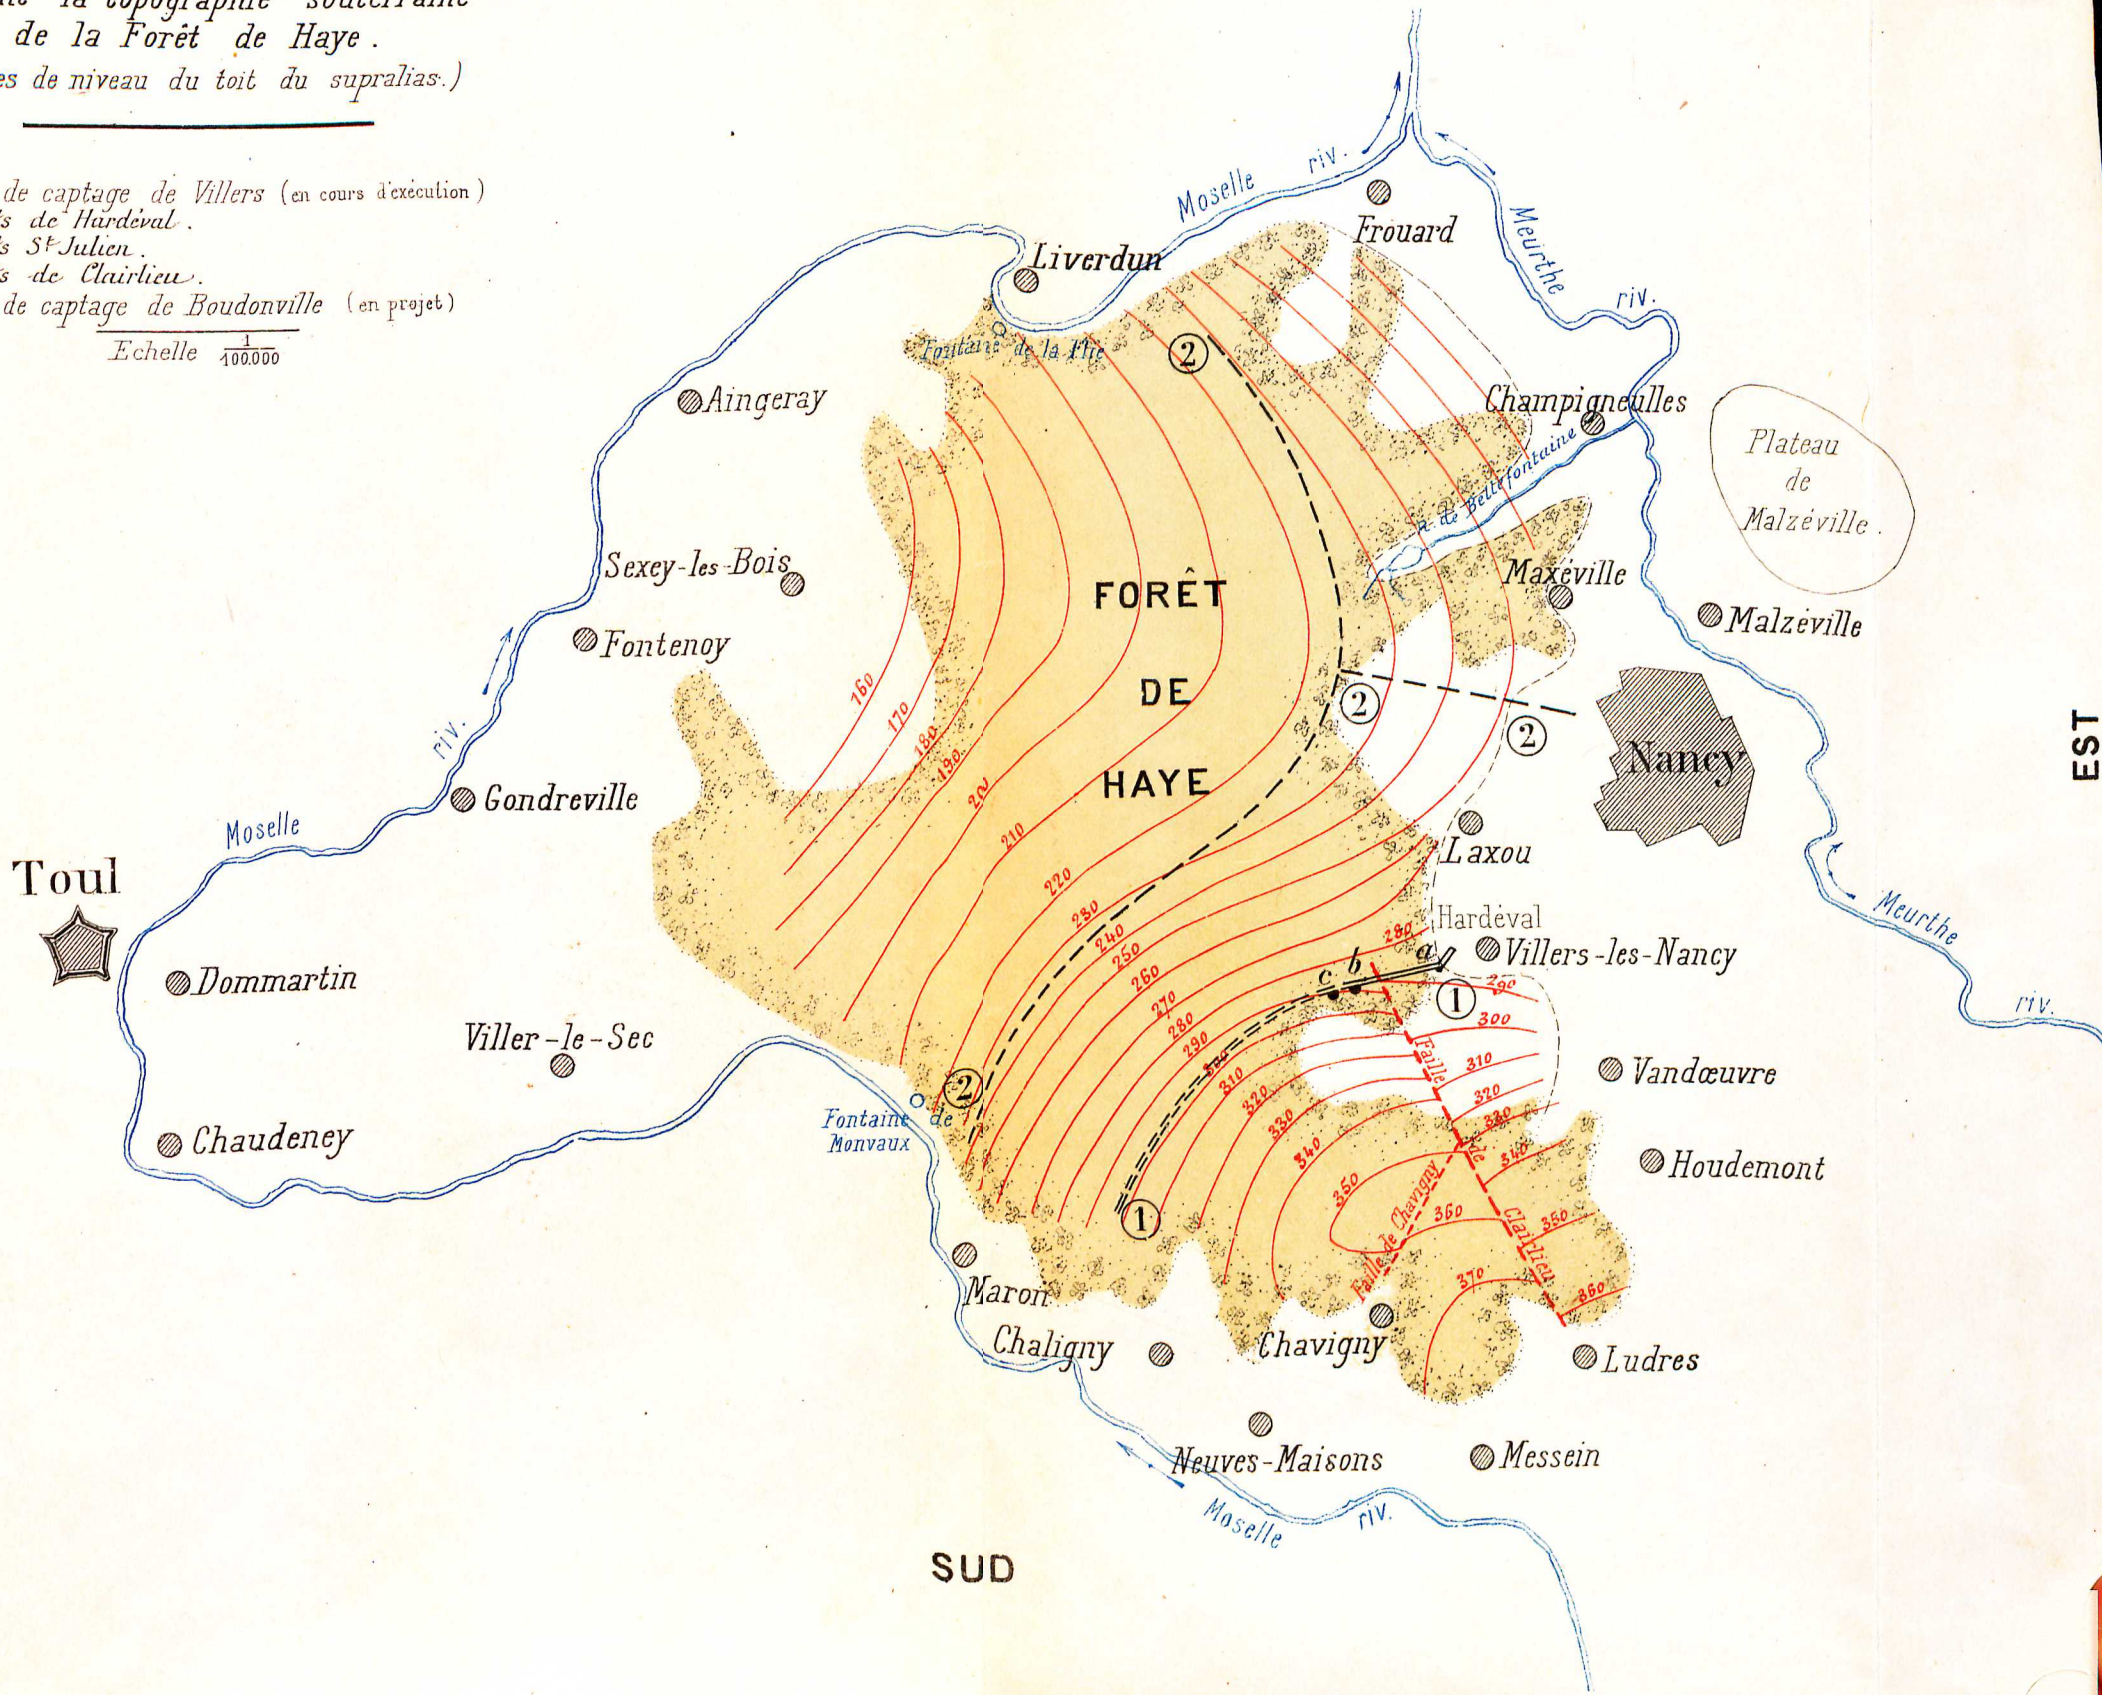 la topographie souterraine
de la Forêt de Haye.
de niveau du toit du supralias.)
de captage de Villers (en cours d'exécution)
de Hardéval.
St Julien.
de Clairlieu.
de captage de Boudonville (en projet)
Echelle 1/100.000
Moselle riv.
Frouard
Meurthe riv.
Liverdun
Fontaine de la Flie
2
Aingeray
Champigneulles
R. de Bellefontaine
Plateau
de
Malzéville.
Sexey-les-Bois
Maxéville
Malzéville
Fontenoy
FORÊT
DE
HAYE
160
170
180
190
200
210
220
230
240
250
260
270
280
290
300
310
320
330
340
350
360
370
2
2
Nancy
EST
riv.
Moselle
Gondreville
Toul
Laxou
Hardéval
280
a
b
c
Villers-les-Nancy
1
290
300
310
320
330
340
350
360
Meurthe
riv.
Dommartin
Viller-le-Sec
Vandœuvre
2
Fontaine de
Monvaux
Chaudeney
Houdemont
1
Faille de Clairlieu
Faille de Chavigny
Maron
Chaligny
Chavigny
Ludres
Neuves-Maisons
Messein
Moselle riv.
SUD